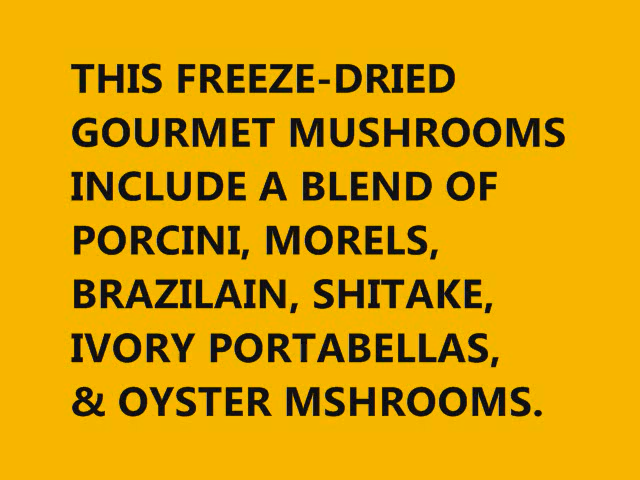 THIS FREEZE-DRIED
GOURMET MUSHROOMS
INCLUDE A BLEND OF
PORCINI, MORELS,
BRAZILAIN, SHITAKE,
IVORY PORTABELLAS,
& OYSTER MSHROOMS.